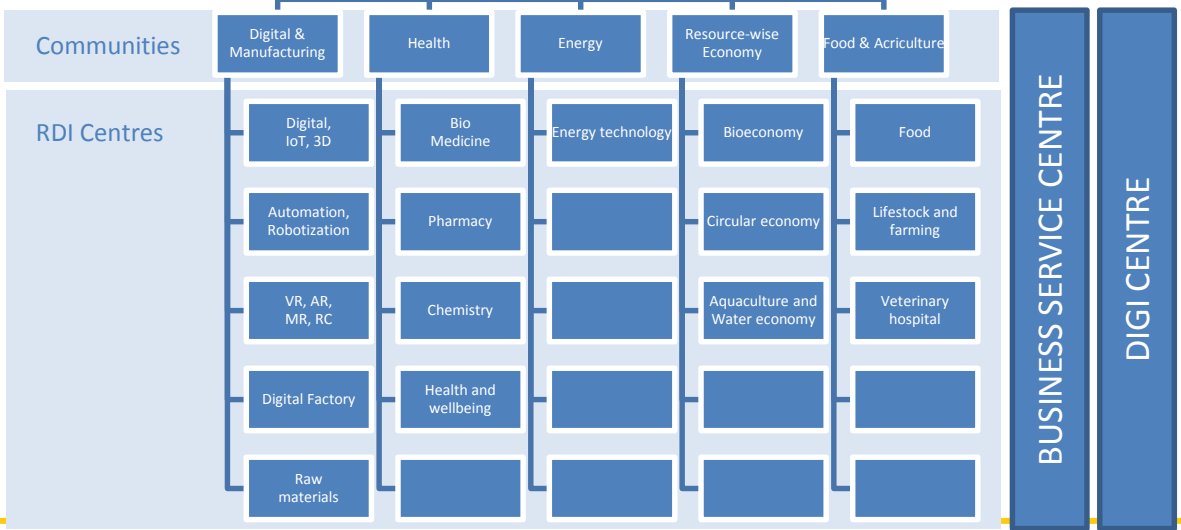 Communities
Digital &
Manufacturing
Health
Energy
Resource-wise
Economy
Food & Acriculture
RDI Centres
Digital,
IoT, 3D
Bio
Medicine
Energy technology
Bioeconomy
Food
Automation,
Robotization
Pharmacy
Circular economy
Lifestock and
farming
VR, AR,
MR, RC
Chemistry
Aquaculture and
Water economy
Veterinary
hospital
Digital Factory
Health and
wellbeing
Raw
materials
BUSINESS SERVICE CENTRE
DIGI CENTRE